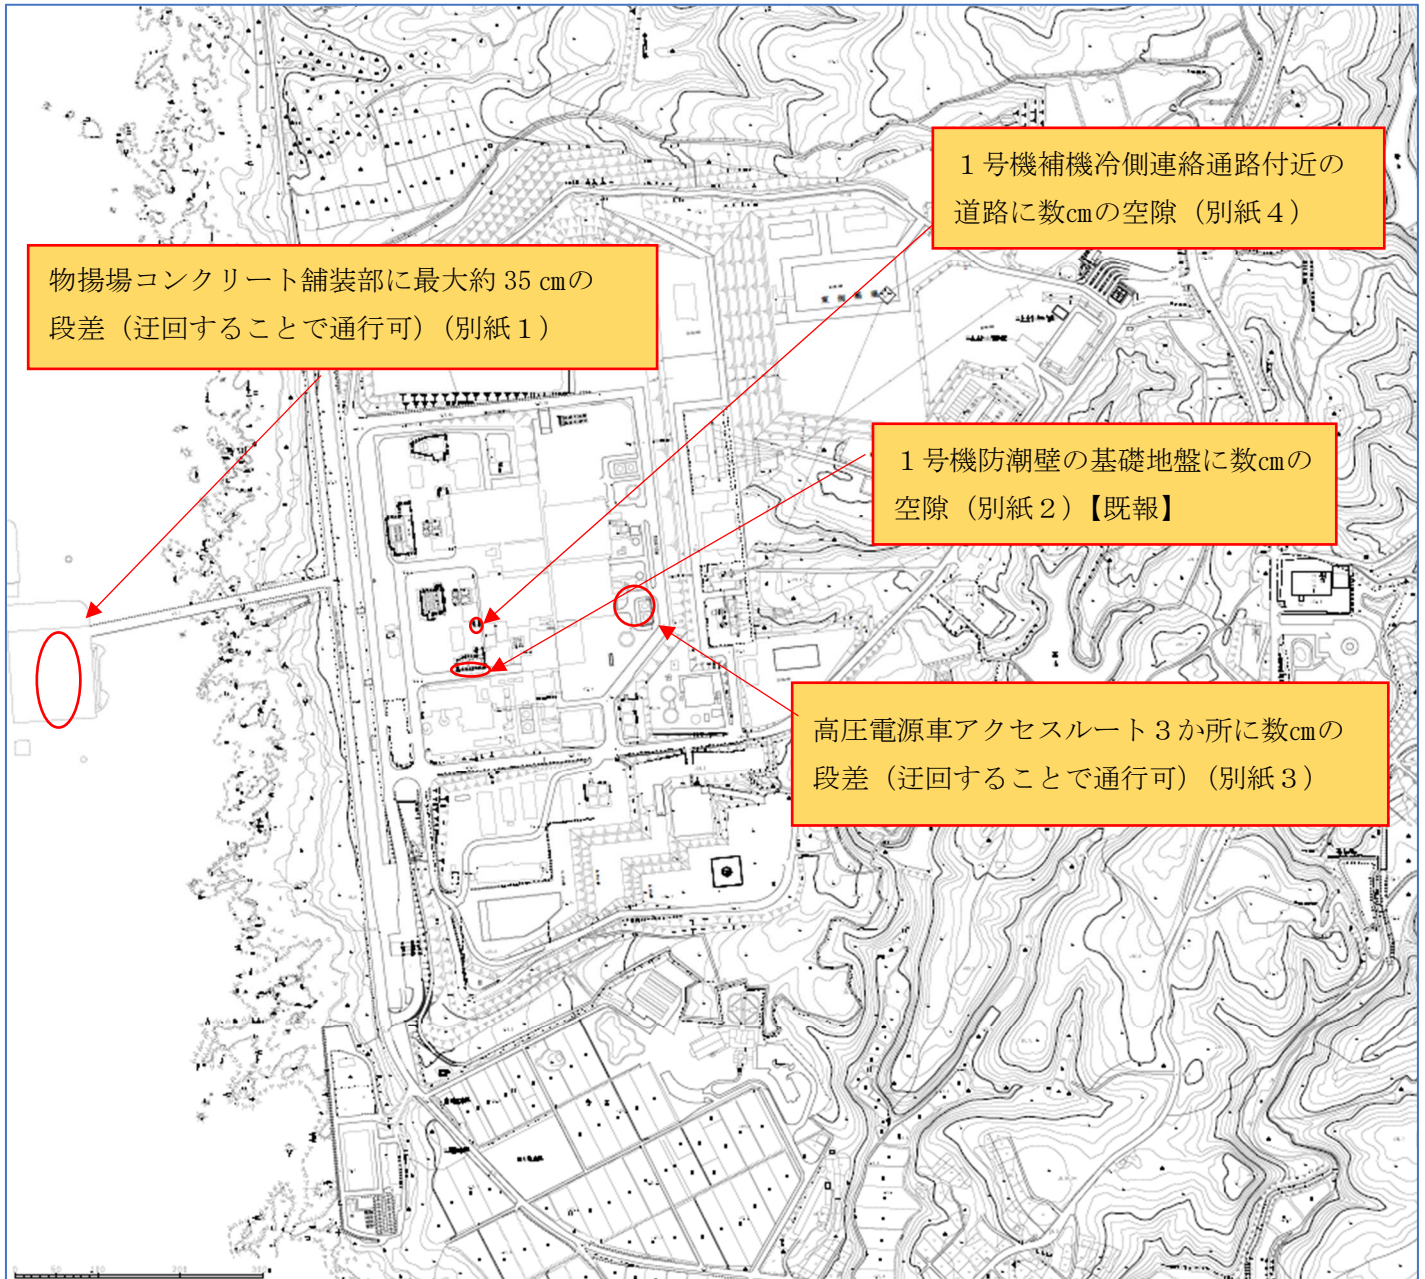 １号機補機冷側連絡通路付近の
道路に数㎝の空隙（別紙４）
物揚場コンクリート舗装部に最大約 35 ㎝の
段差（迂回することで通行可）（別紙１）
１号機防潮壁の基礎地盤に数㎝の
空隙（別紙２）【既報】
高圧電源車アクセスルート３か所に数㎝の
段差（迂回することで通行可）（別紙３）
0 50 100 200 300